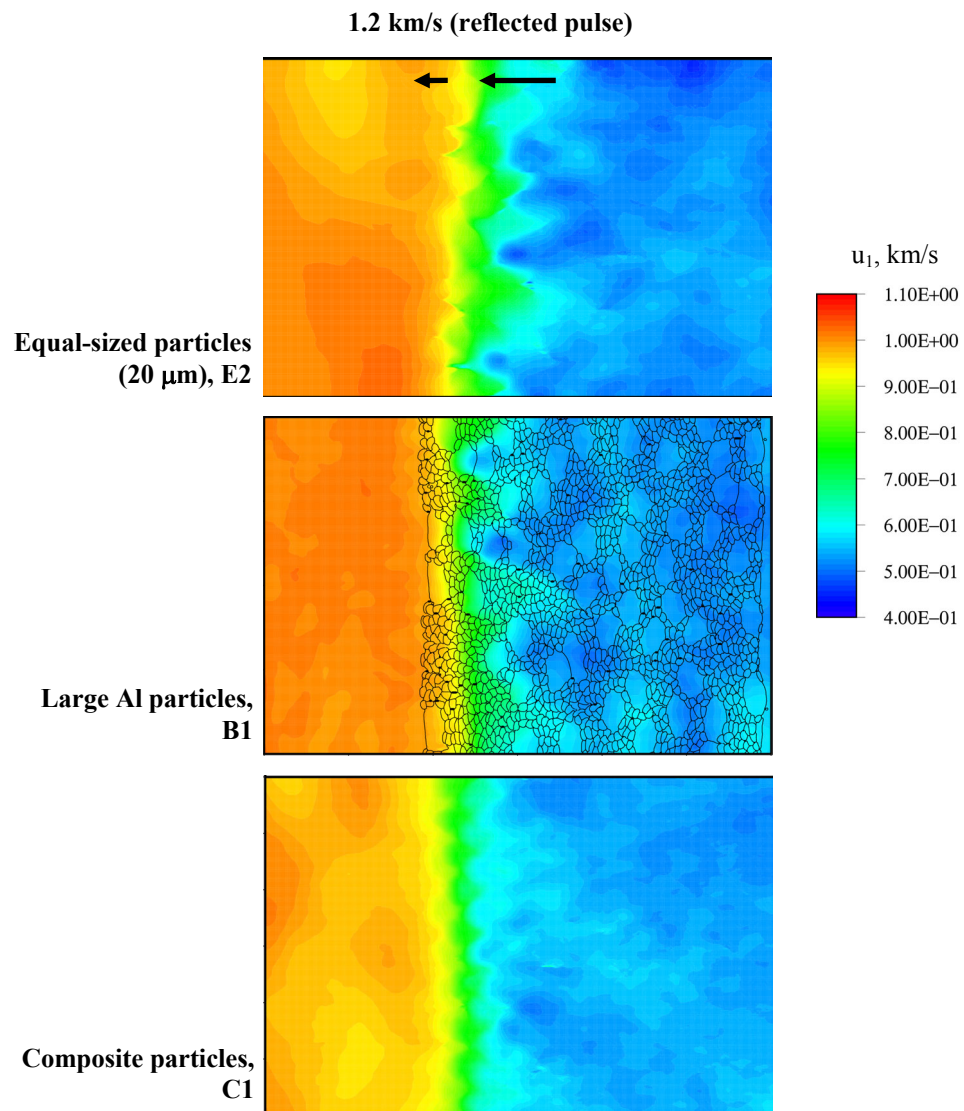 1.2 km/s (reflected pulse)
Equal-sized particles
(20 μm), E2
u₁, km/s
1.10E+00
1.00E+00
9.00E−01
8.00E−01
7.00E−01
6.00E−01
5.00E−01
4.00E−01
Large Al particles,
B1
Composite particles,
C1